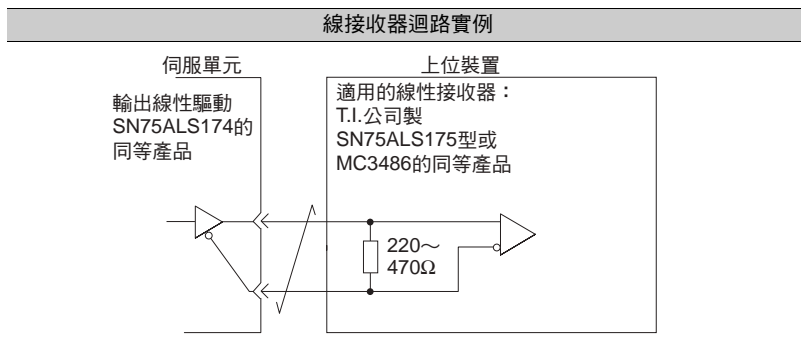 線接收器迴路實例
伺服單元
上位裝置
輸出線性驅動
SN75ALS174的
同等產品
適用的線性接收器：
T.I.公司製
SN75ALS175型或
MC3486的同等產品
220～
470Ω